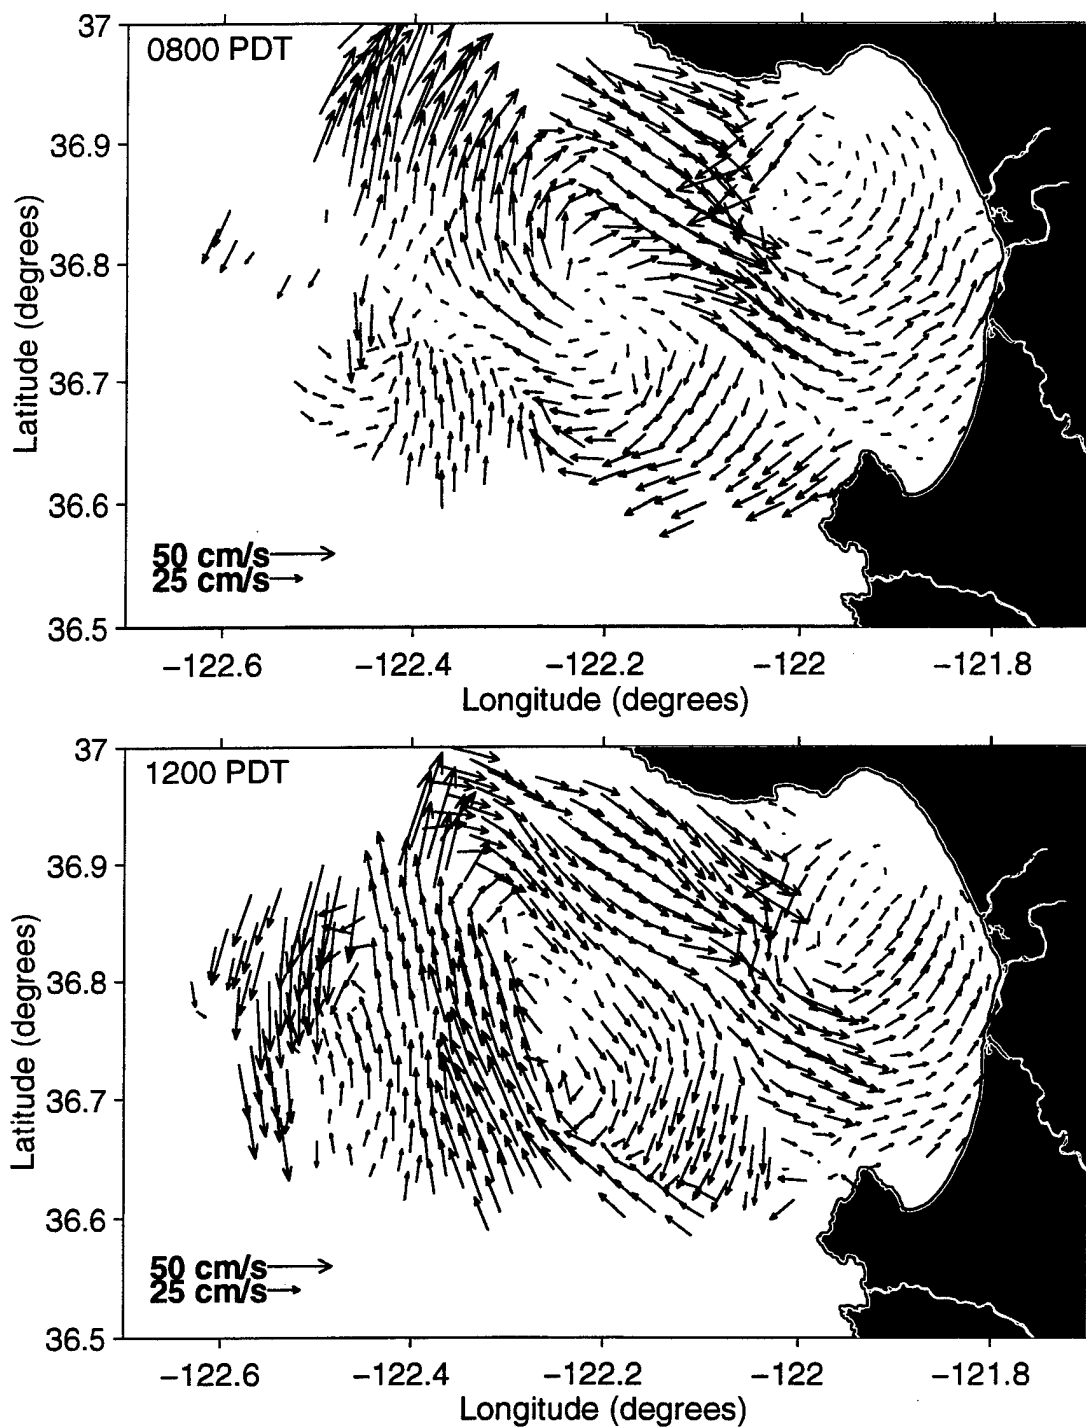 37
0800 PDT
36.9
36.8
36.7
36.6
36.5
Latitude (degrees)
50 cm/s
25 cm/s
−122.6
−122.4
−122.2
−122
−121.8
Longitude (degrees)
37
1200 PDT
36.9
36.8
36.7
36.6
36.5
Latitude (degrees)
50 cm/s
25 cm/s
−122.6
−122.4
−122.2
−122
−121.8
Longitude (degrees)